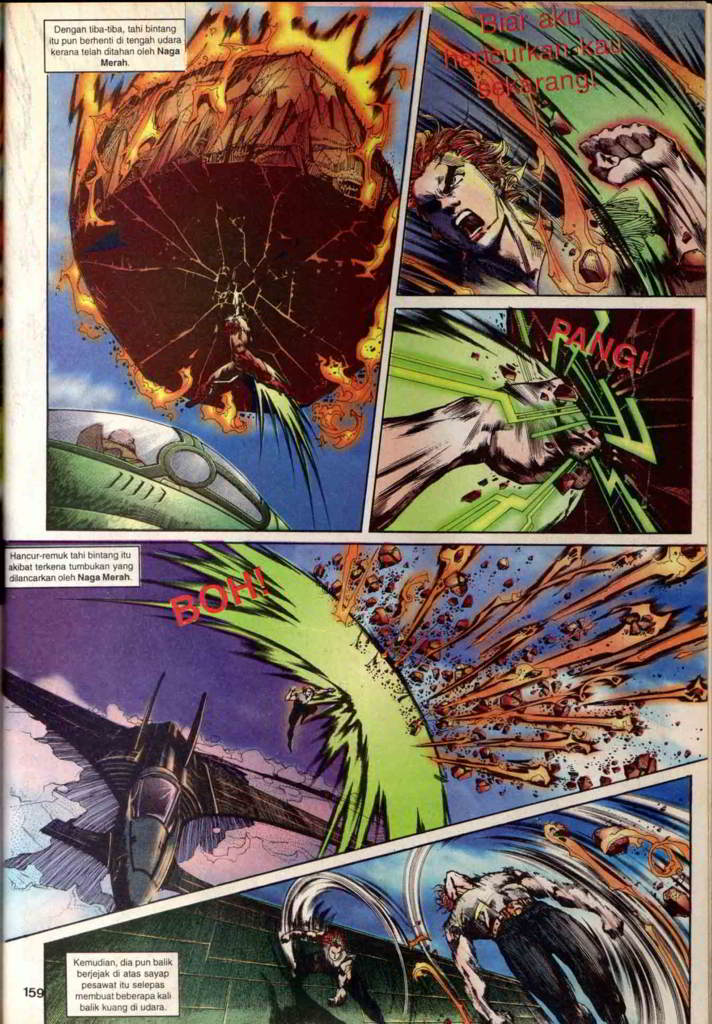 Dengan tiba-tiba, tahi bintang
itu pun berhenti di tengah udara
kerana telah ditahan oleh Naga
Merah.
Biar aku
hancurkan kau
sekarang!
PANG!
Hancur-remuk tahi bintang itu
akibat terkena tumbukan yang
dilancarkan oleh Naga Merah.
BOH!
Kemudian, dia pun balik
berjejak di atas sayap
pesawat itu selepas
membuat beberapa kali
balik kuang di udara.
159